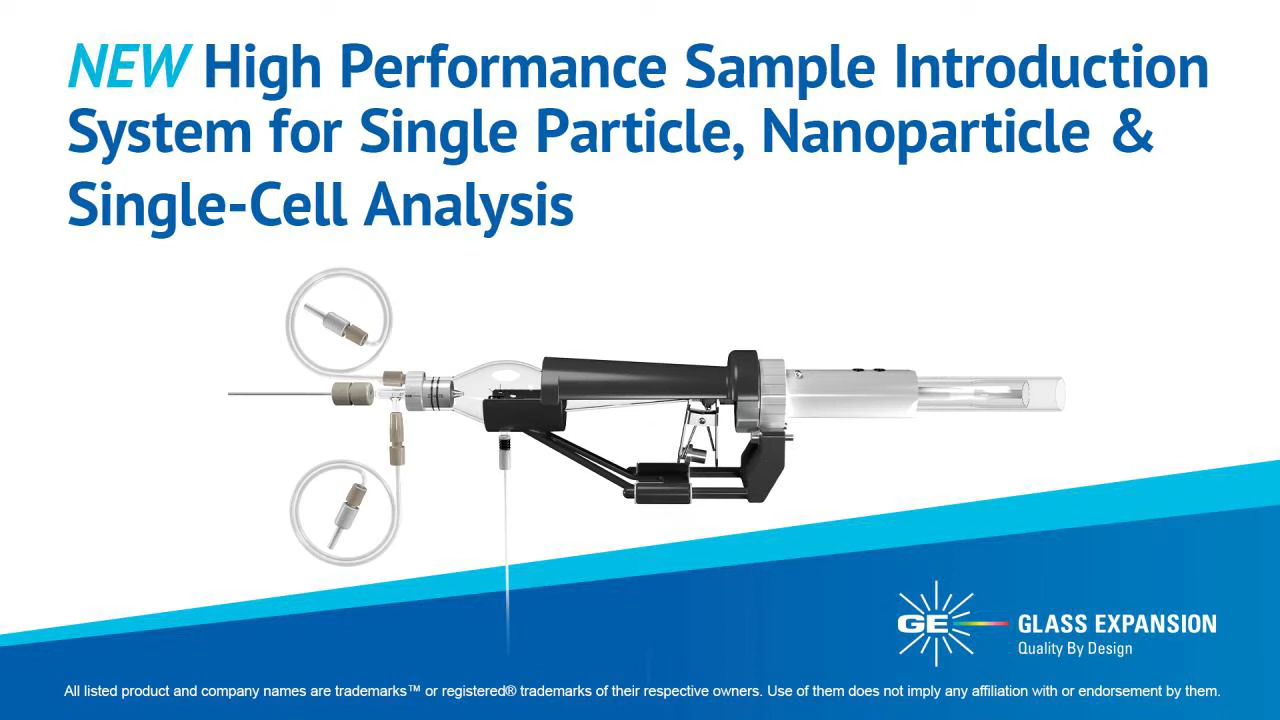 NEW High Performance Sample Introduction
System for Single Particle, Nanoparticle &
Single-Cell Analysis
GE
GLASS EXPANSION
Quality By Design
All listed product and company names are trademarks™ or registered® trademarks of their respective owners. Use of them does not imply any affiliation with or endorsement by them.